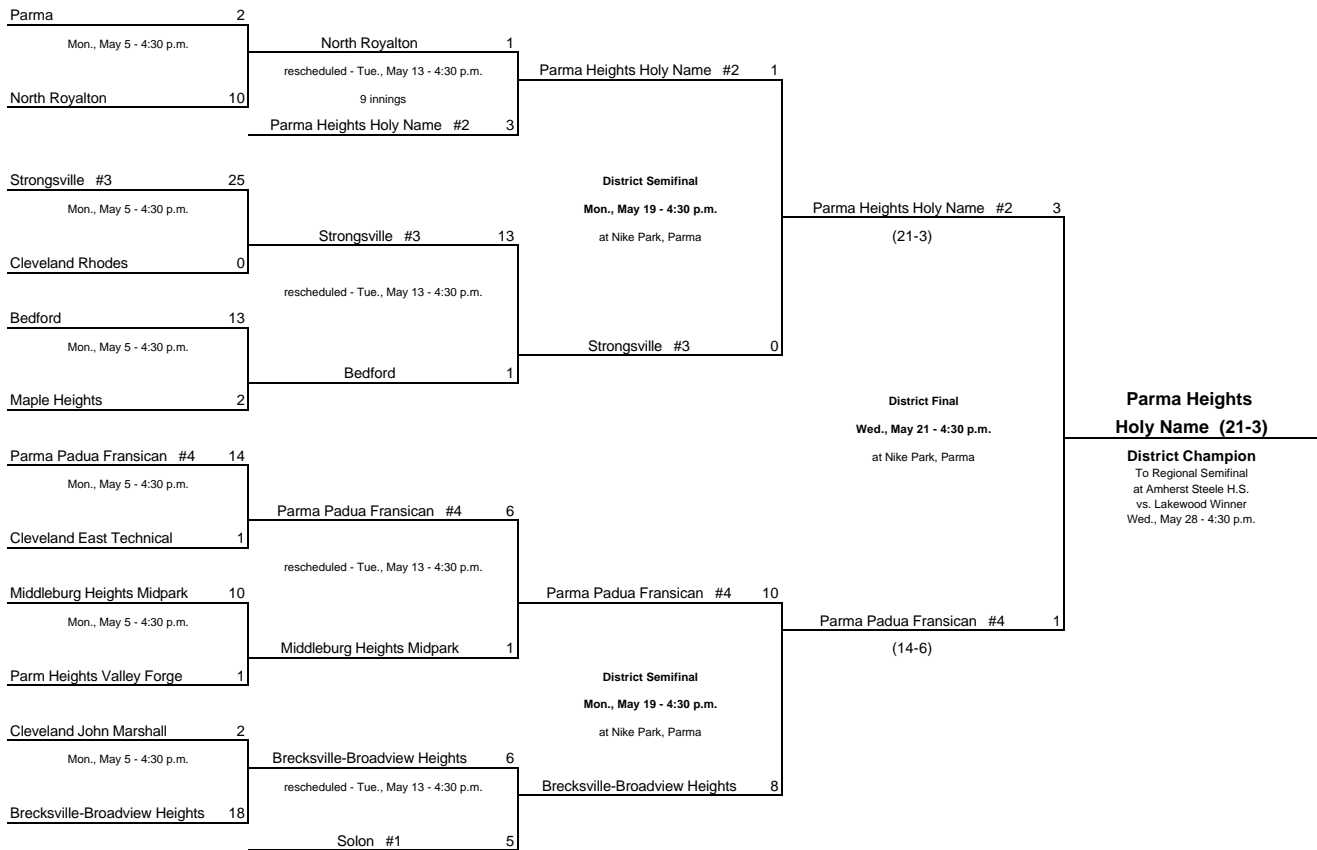 Parma 2
Mon., May 5 - 4:30 p.m.
North Royalton 10
North Royalton 1
rescheduled - Tue., May 13 - 4:30 p.m.
9 innings
Parma Heights Holy Name #2 3
Parma Heights Holy Name #2 1
Strongsville #3 25
Mon., May 5 - 4:30 p.m.
Cleveland Rhodes 0
Strongsville #3 13
rescheduled - Tue., May 13 - 4:30 p.m.
Bedford 13
Mon., May 5 - 4:30 p.m.
Maple Heights 2
Bedford 1
District Semifinal
Mon., May 19 - 4:30 p.m.
at Nike Park, Parma
Strongsville #3 0
Parma Heights Holy Name #2 3
(21-3)
District Final
Wed., May 21 - 4:30 p.m.
at Nike Park, Parma
Parma Heights
Holy Name (21-3)
District Champion
To Regional Semifinal
at Amherst Steele H.S.
vs. Lakewood Winner
Wed., May 28 - 4:30 p.m.
Parma Padua Fransican #4 14
Mon., May 5 - 4:30 p.m.
Cleveland East Technical 1
Parma Padua Fransican #4 6
rescheduled - Tue., May 13 - 4:30 p.m.
Middleburg Heights Midpark 10
Mon., May 5 - 4:30 p.m.
Parm Heights Valley Forge 1
Middleburg Heights Midpark 1
Parma Padua Fransican #4 10
District Semifinal
Mon., May 19 - 4:30 p.m.
at Nike Park, Parma
Parma Padua Fransican #4 1
(14-6)
Cleveland John Marshall 2
Mon., May 5 - 4:30 p.m.
Brecksville-Broadview Heights 18
Brecksville-Broadview Heights 6
rescheduled - Tue., May 13 - 4:30 p.m.
Solon #1 5
Brecksville-Broadview Heights 8